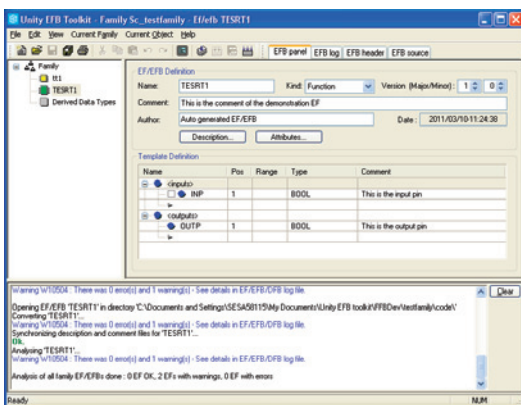 Unity EFB Toolkit - Family Sc_testfamily - Ef/efb TESRT1
File Edit View Current Family Current Object Help
EFB panel EFB log EFB header EFB source
Family
tt1
TESRT1
Derived Data Types
EF/EFB Definition
Name: TESRT1 Kind: Function Version (Major/Minor): 1 0
Comment: This is the comment of the demonstration EF
Author: Auto generated EF/EFB Date: 2011/03/10-11:24:38
Description... Attributes...
Template Definition
Name Pos Range Type Comment
<inputs>
INP 1 BOOL This is the input pin
<outputs>
OUTP 1 BOOL This is the output pin
Warning W10504 : There was 0 error(s) and 1 warning(s) - See details in EF/EFB/DFB log file.
Clear
Opening EF/EFB 'TESRT1' in directory 'C:\Documents and Settings\SESA58115\My Documents\Unity EFB toolkit\FFBDev\testfamily\code\'
Converting 'TESRT1'...
Warning W10504 : There was 0 error(s) and 1 warning(s) - See details in EF/EFB/DFB log file.
Synchronizing description and comment files for 'TESRT1'...
Ok.
Analysing 'TESRT1'...
Warning W10504 : There was 0 error(s) and 1 warning(s) - See details in EF/EFB/DFB log file.
Analysis of all family EF/EFBs done : 0 EF OK, 2 EFs with warnings, 0 EF with errors
Ready NUM